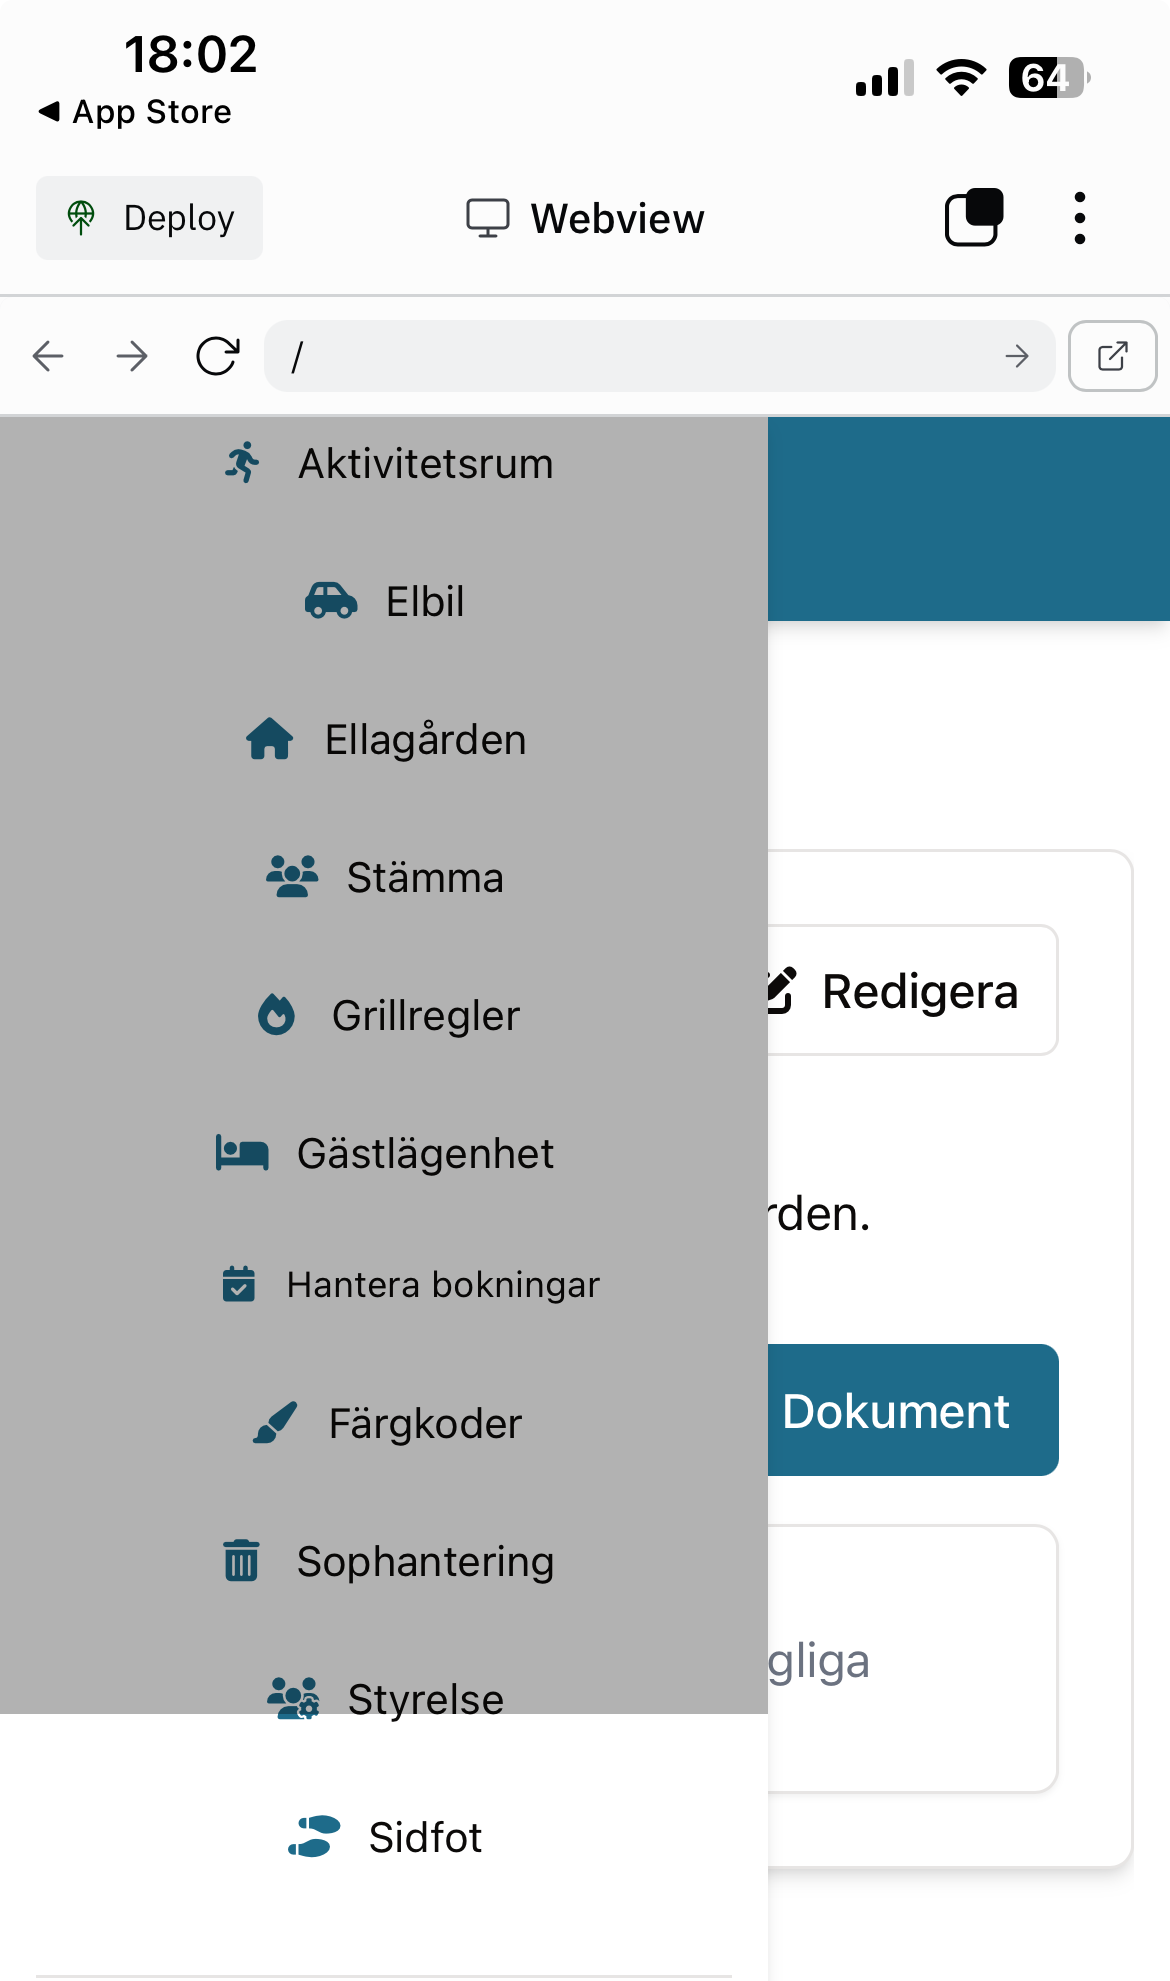 18:02
64
App Store
Deploy
Webview
/
Aktivitetsrum
Elbil
Ellagården
Stämma
Redigera
Grillregler
Gästlägenhet
rden.
Hantera bokningar
Färgkoder
Dokument
Sophantering
gliga
Styrelse
Sidfot